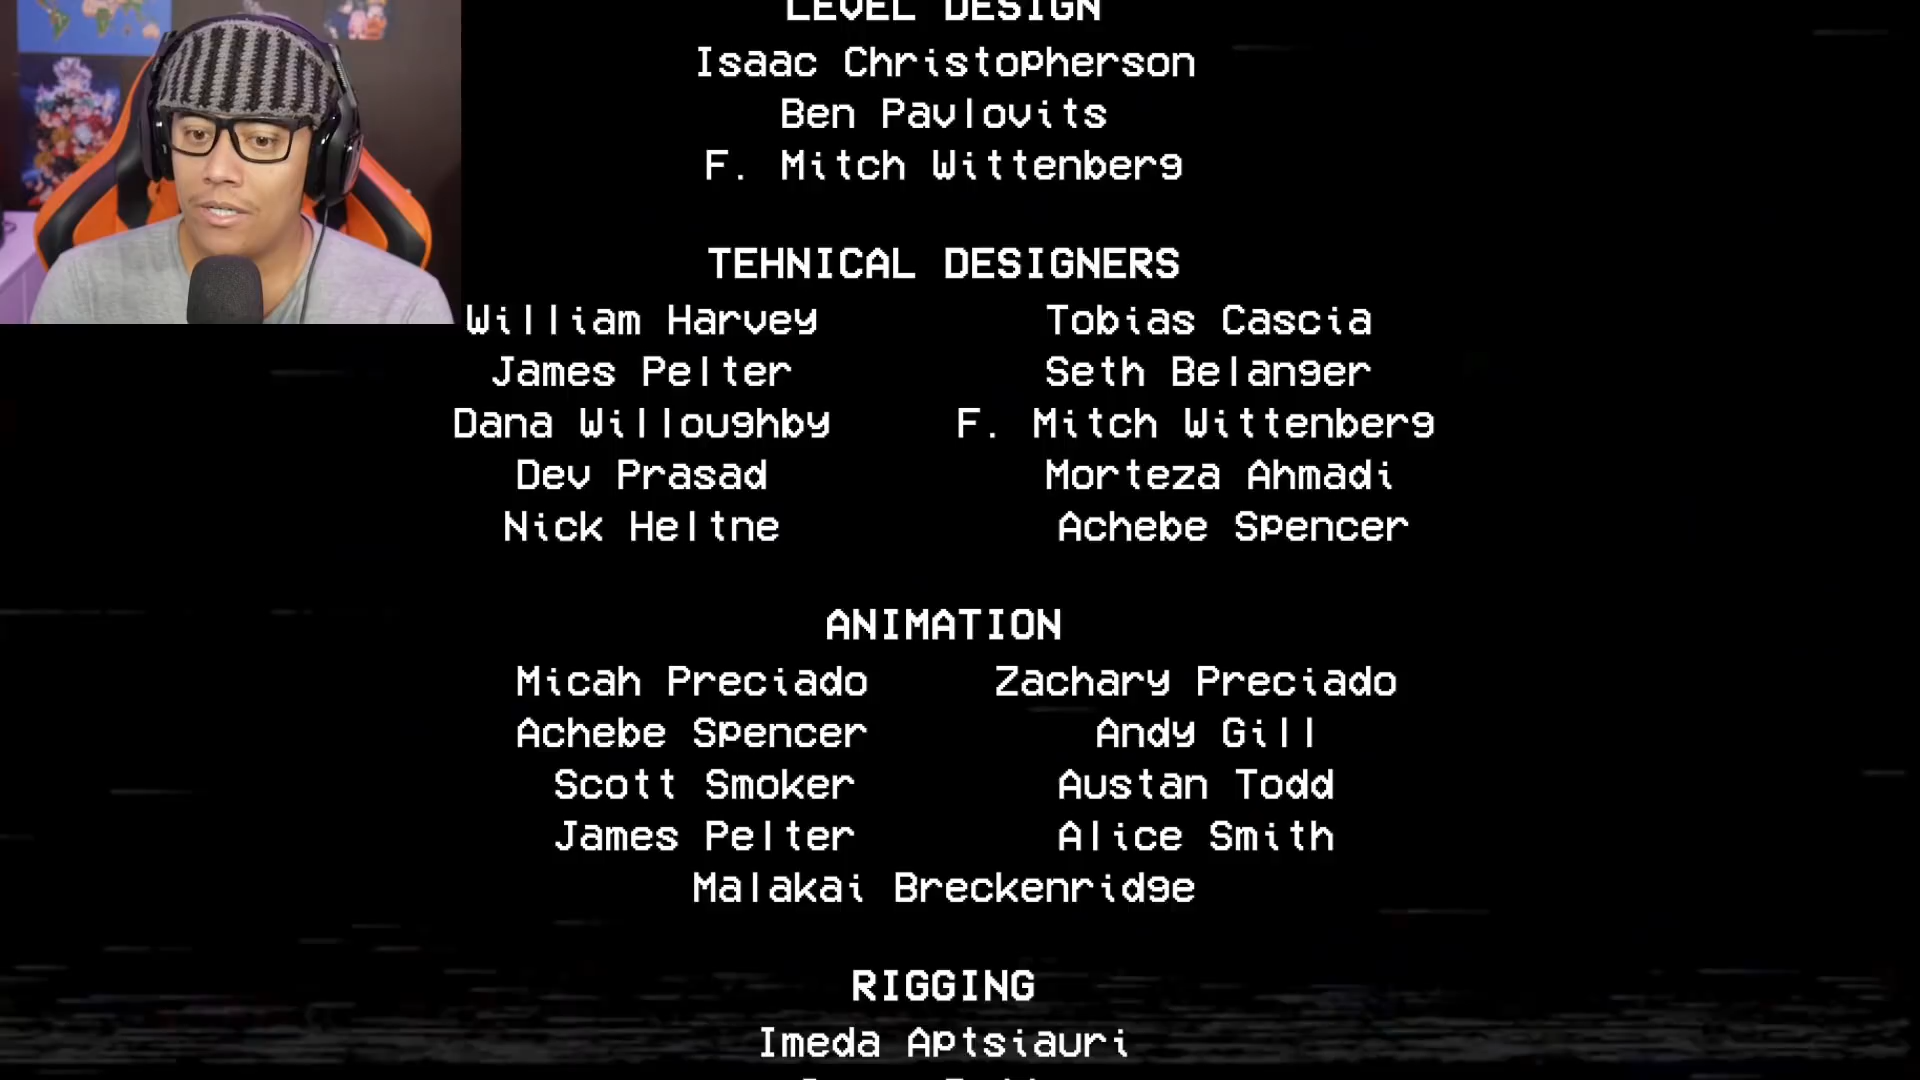 LEVEL DESIGN
Isaac Christopherson
Ben Pavlovits
F. Mitch Wittenberg
TEHNICAL DESIGNERS
William Harvey Tobias Cascia
James Pelter Seth Belanger
Dana Willoughby F. Mitch Wittenberg
Dev Prasad Morteza Ahmadi
Nick Heltne Achebe Spencer
ANIMATION
Micah Preciado Zachary Preciado
Achebe Spencer Andy Gill
Scott Smoker Austan Todd
James Pelter Alice Smith
Malakai Breckenridge
RIGGING
Imeda Aptsiauri